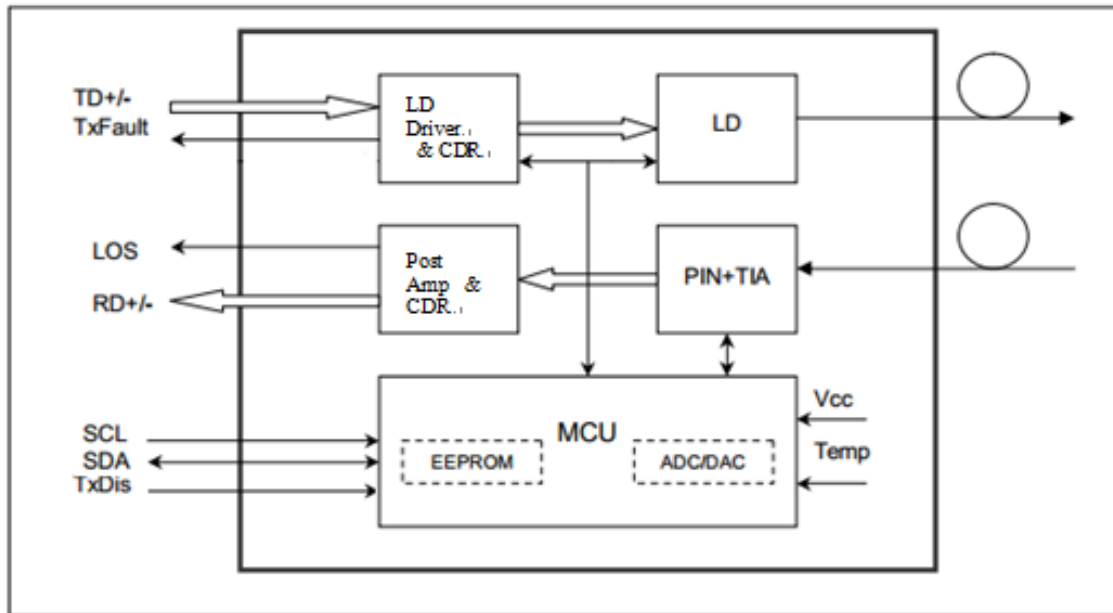 TD+/-
TxFault
LD
Driver
& CDR
LD
LOS
RD+/-
Post
Amp &
CDR
PIN+TIA
SCL
SDA
TxDis
MCU
EEPROM
ADC/DAC
Vcc
Temp